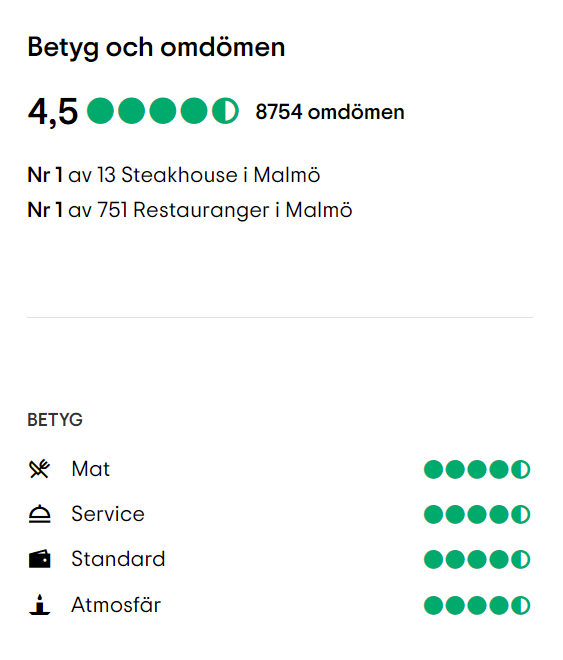 Betyg och omdömen
4,5 8754 omdömen
Nr 1 av 13 Steakhouse i Malmö
Nr 1 av 751 Restauranger i Malmö
BETYG
Mat
Service
Standard
Atmosfär